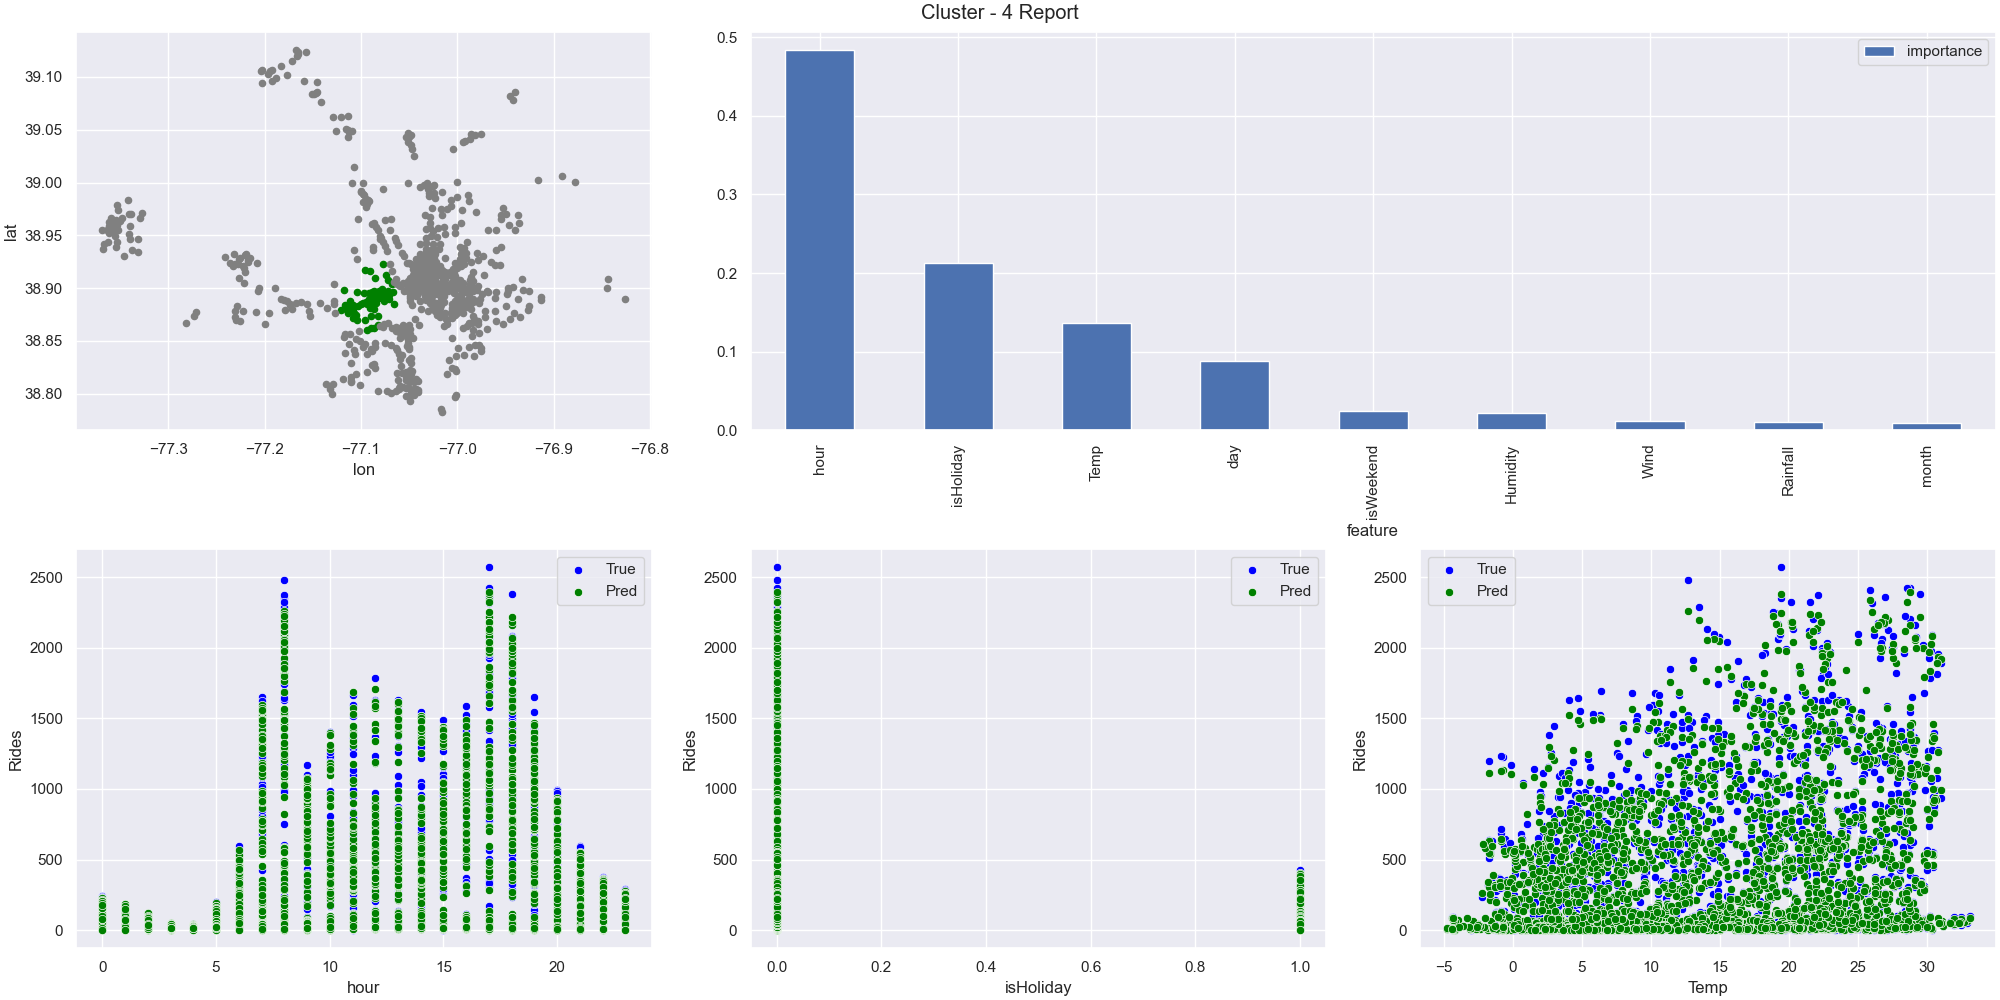 Cluster - 4 Report
39.10
39.05
39.00
38.95
38.90
38.85
38.80
lat
−77.3 −77.2 −77.1 −77.0 −76.9 −76.8
lon
0.5
0.4
0.3
0.2
0.1
0.0
importance
hour isHoliday Temp day isWeekend Humidity Wind Rainfall month
feature
2500
2000
1500
1000
500
0
Rides
True
Pred
0 5 10 15 20
hour
2500
2000
1500
1000
500
0
Rides
True
Pred
0.0 0.2 0.4 0.6 0.8 1.0
isHoliday
2500
2000
1500
1000
500
0
Rides
True
Pred
−5 0 5 10 15 20 25 30
Temp